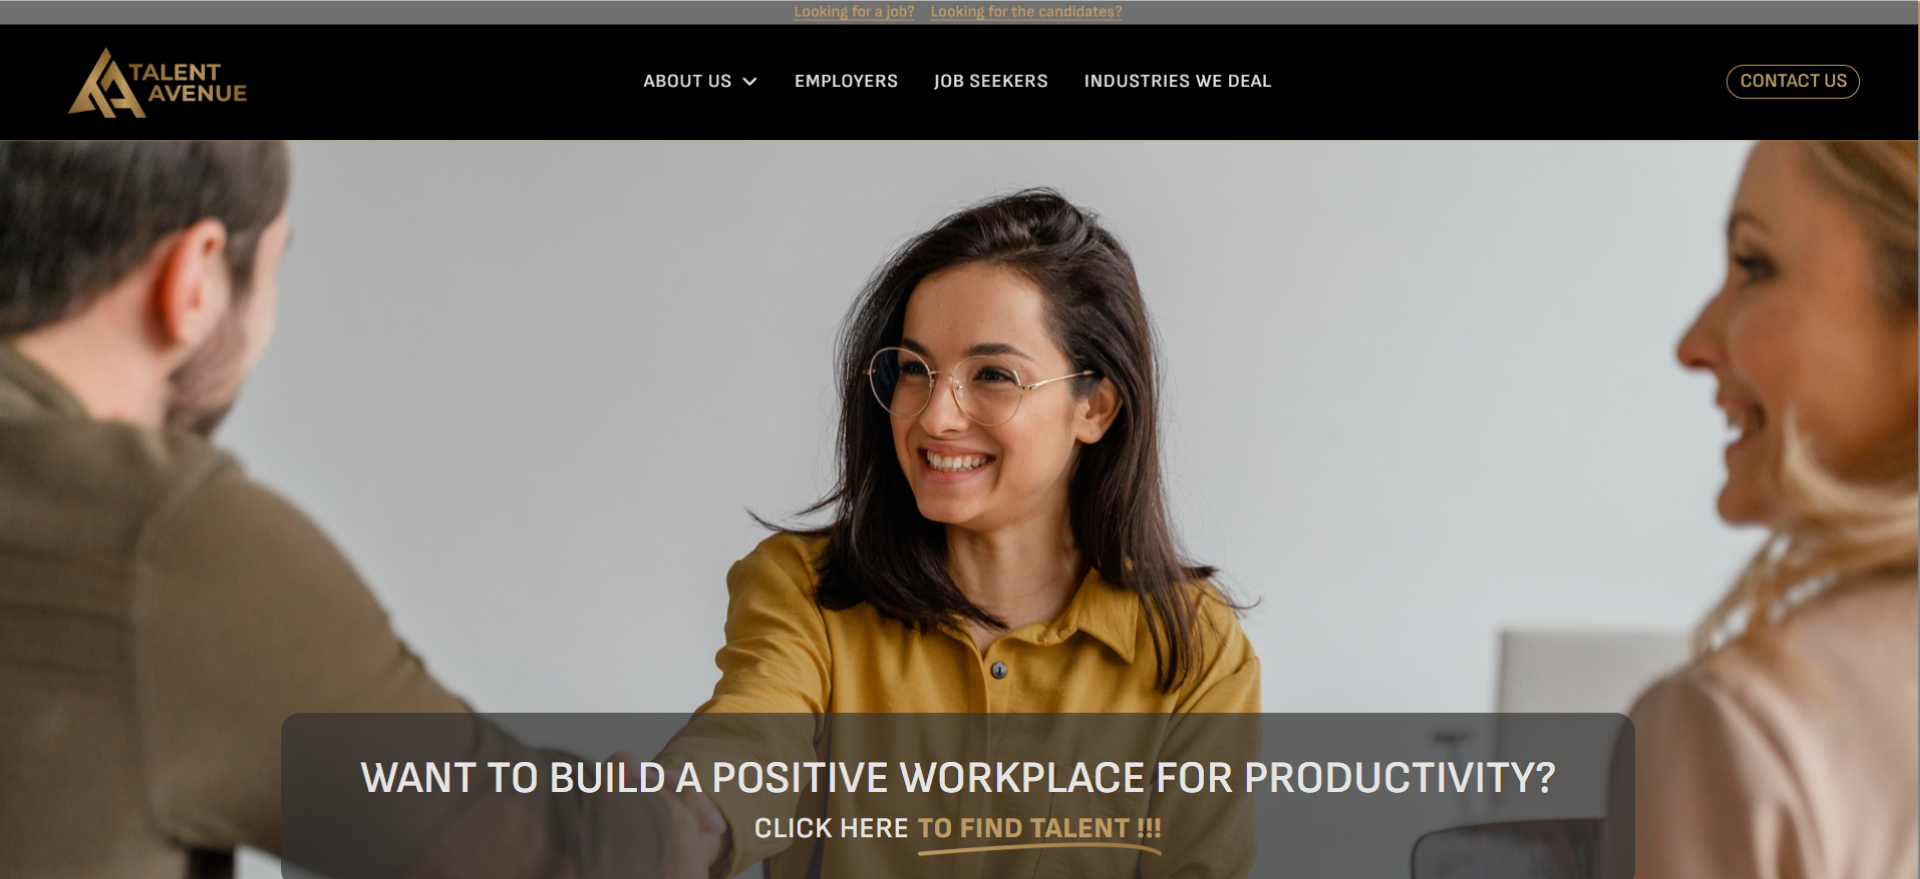 Looking for a job? Looking for the candidates?
TALENT
AVENUE
ABOUT US EMPLOYERS JOB SEEKERS INDUSTRIES WE DEAL
CONTACT US
WANT TO BUILD A POSITIVE WORKPLACE FOR PRODUCTIVITY?
CLICK HERE TO FIND TALENT !!!